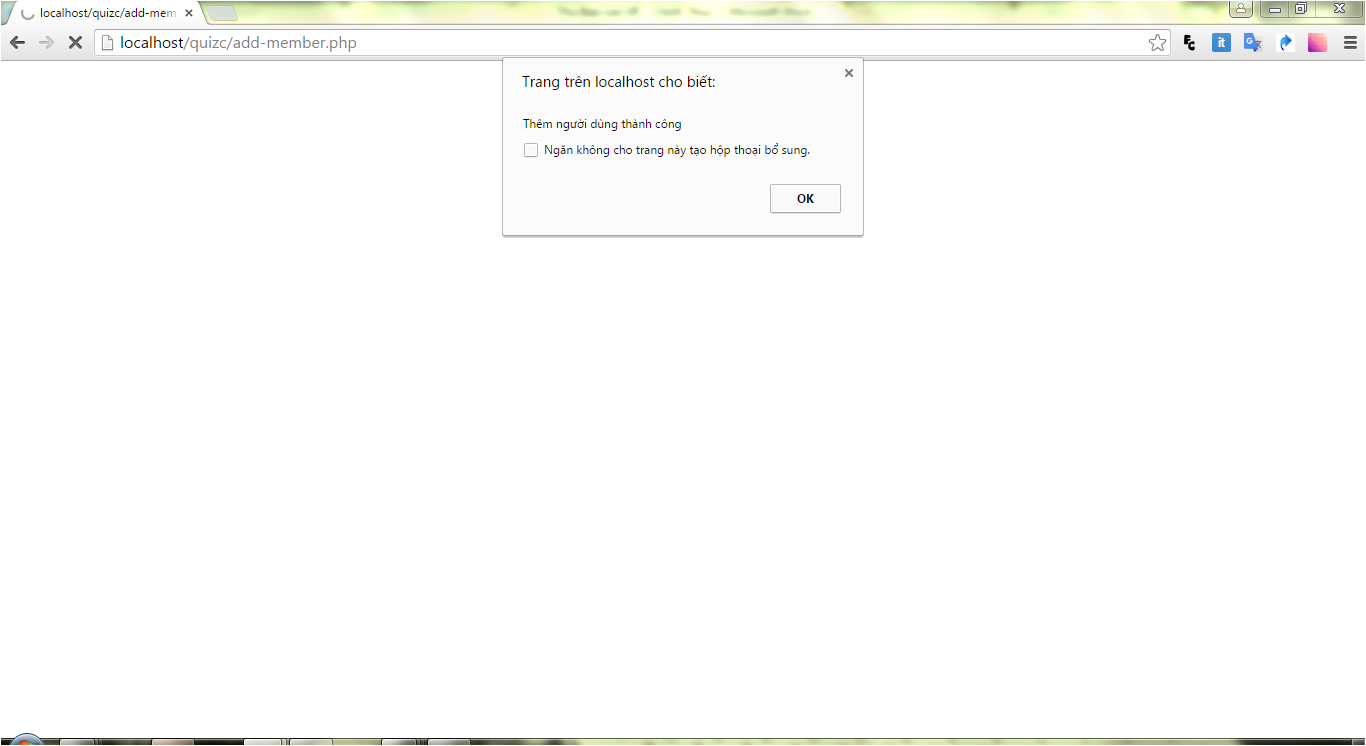 localhost/quizc/add-mem
localhost/quizc/add-member.php
Trang trên localhost cho biết:
Thêm người dùng thành công
Ngăn không cho trang này tạo hộp thoại bổ sung.
OK